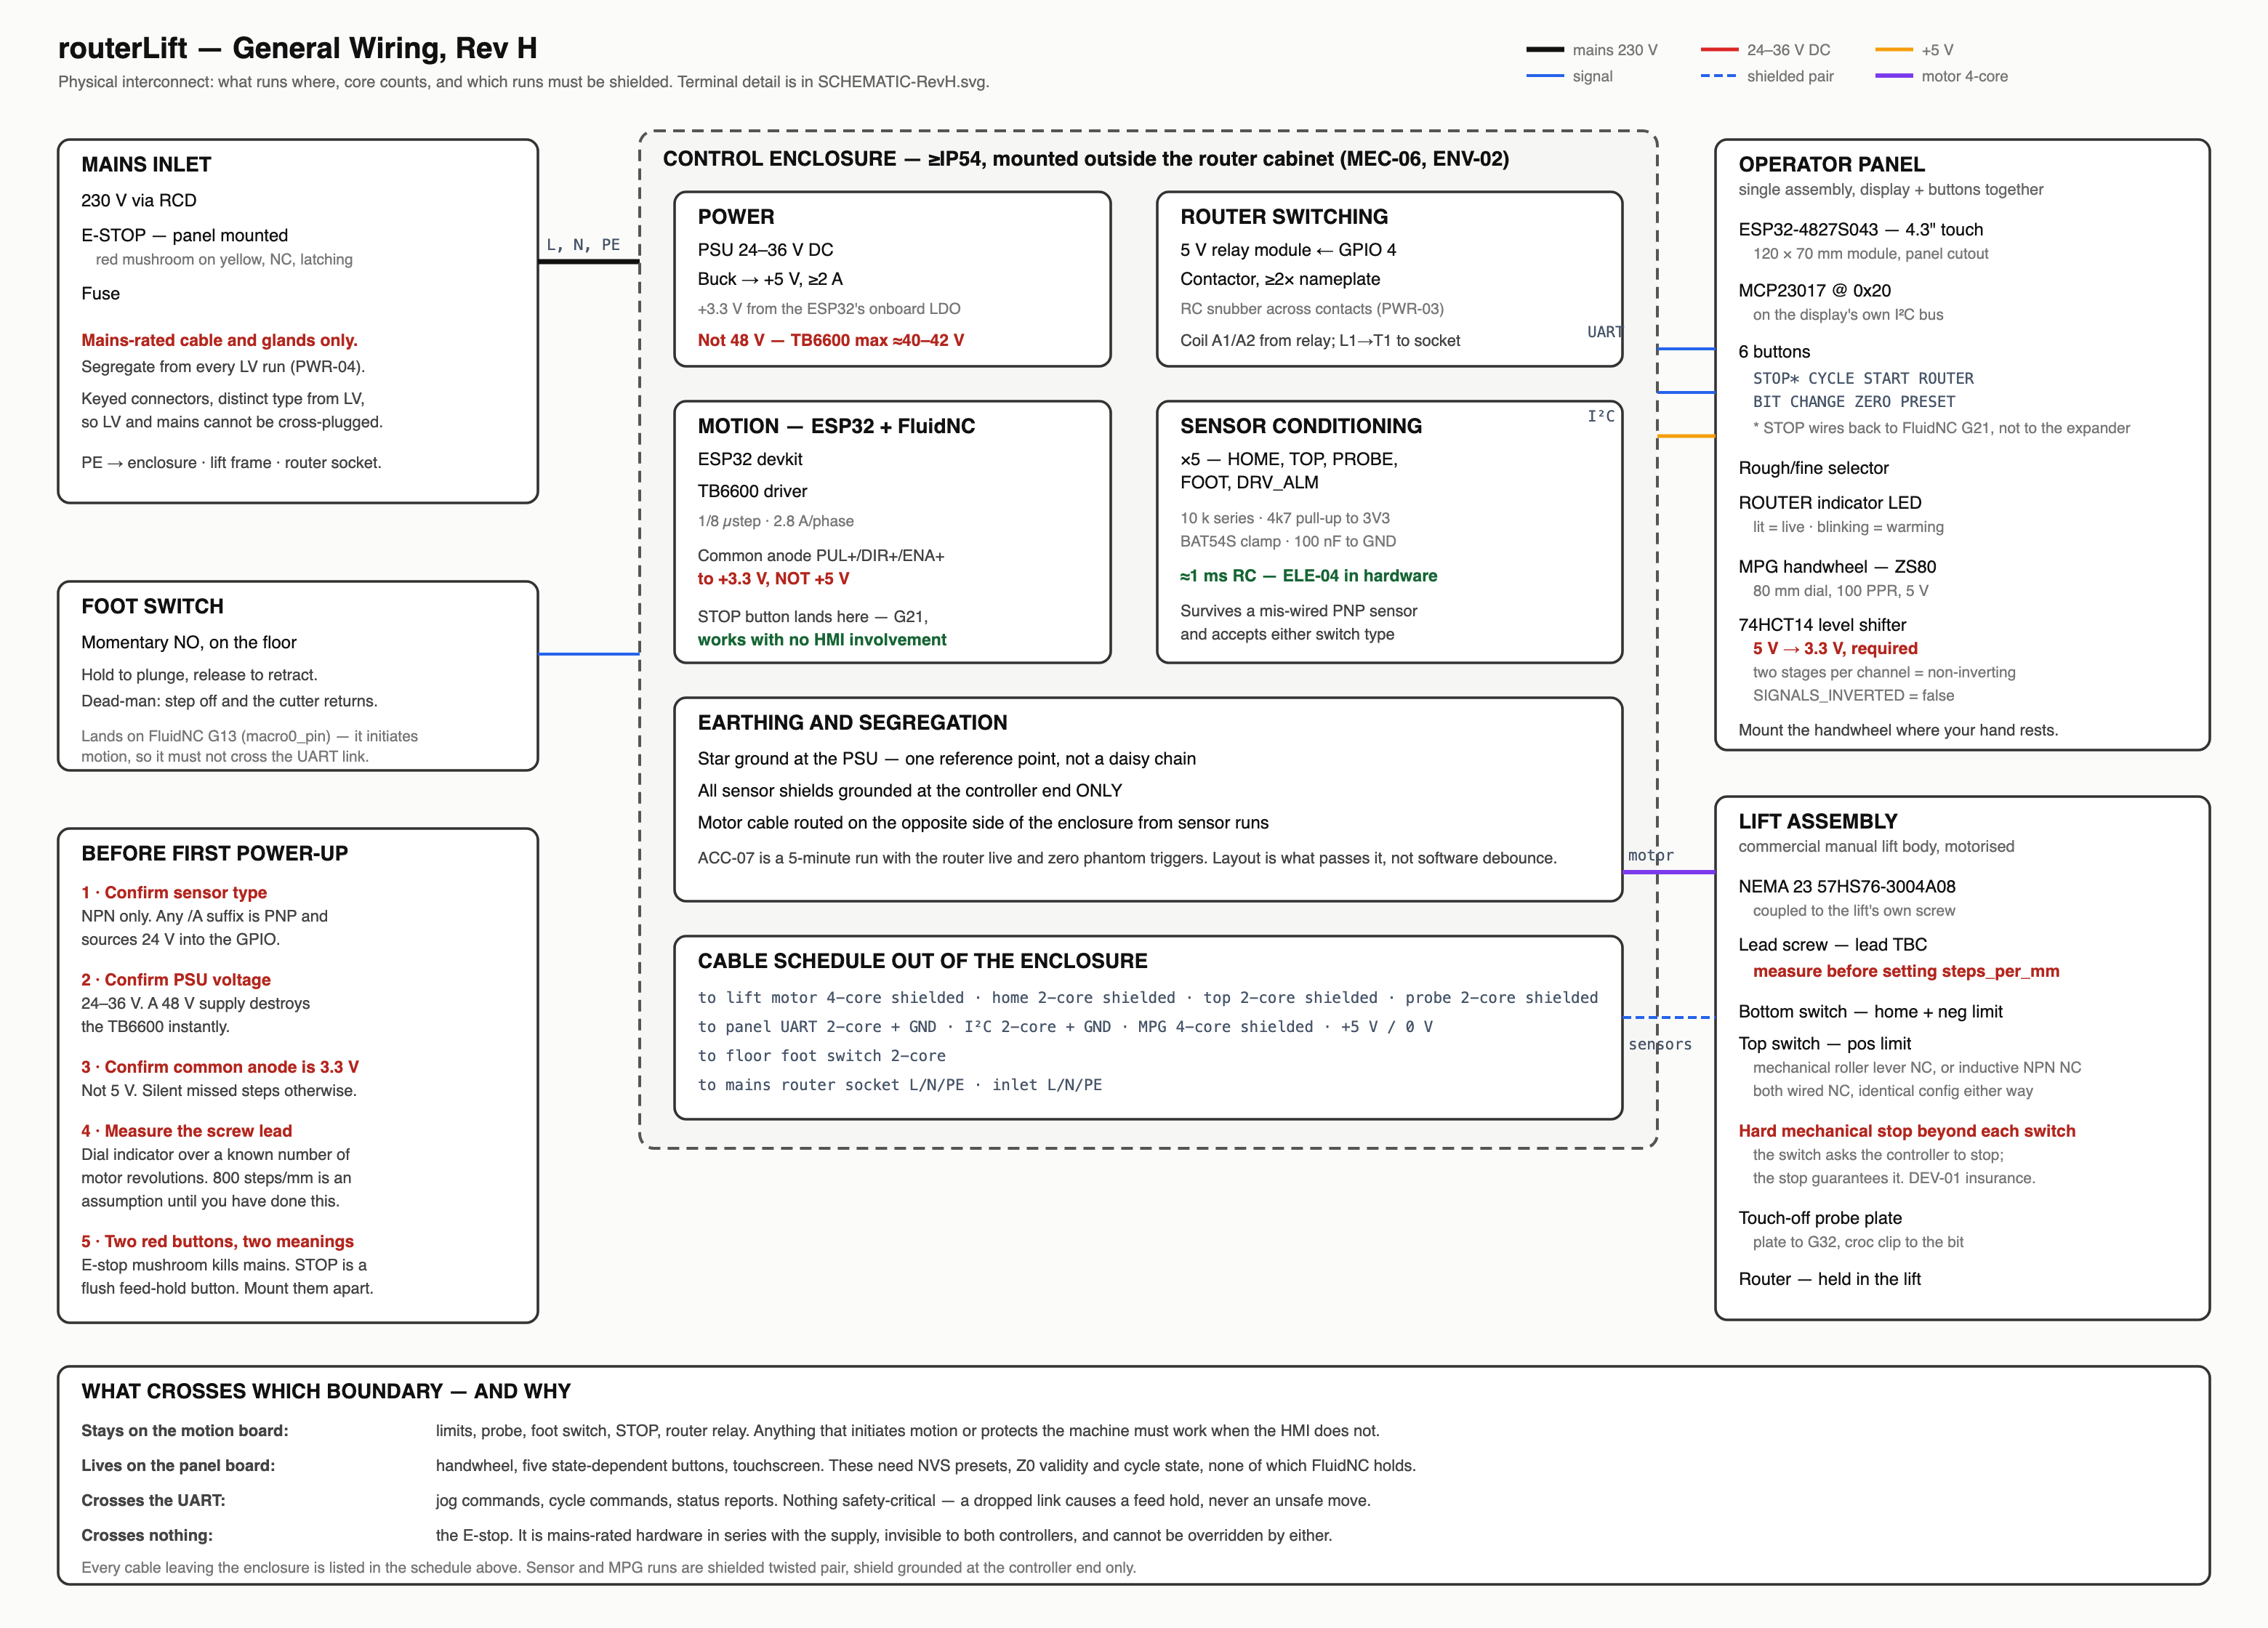 routerLift — General Wiring, Rev H
Physical interconnect: what runs where, core counts, and which runs must be shielded. Terminal detail is in SCHEMATIC-RevH.svg.
mains 230 V
24–36 V DC
+5 V
signal
shielded pair
motor 4-core
MAINS INLET
230 V via RCD
E-STOP — panel mounted
red mushroom on yellow, NC, latching
Fuse
Mains-rated cable and glands only.
Segregate from every LV run (PWR-04).
Keyed connectors, distinct type from LV,
so LV and mains cannot be cross-plugged.
PE → enclosure · lift frame · router socket.
L, N, PE
FOOT SWITCH
Momentary NO, on the floor
Hold to plunge, release to retract.
Dead-man: step off and the cutter returns.
Lands on FluidNC G13 (macro0_pin) — it initiates
motion, so it must not cross the UART link.
BEFORE FIRST POWER-UP
1 · Confirm sensor type
NPN only. Any /A suffix is PNP and
sources 24 V into the GPIO.
2 · Confirm PSU voltage
24–36 V. A 48 V supply destroys
the TB6600 instantly.
3 · Confirm common anode is 3.3 V
Not 5 V. Silent missed steps otherwise.
4 · Measure the screw lead
Dial indicator over a known number of
motor revolutions. 800 steps/mm is an
assumption until you have done this.
5 · Two red buttons, two meanings
E-stop mushroom kills mains. STOP is a
flush feed-hold button. Mount them apart.
CONTROL ENCLOSURE — ≥IP54, mounted outside the router cabinet (MEC-06, ENV-02)
POWER
PSU 24–36 V DC
Buck → +5 V, ≥2 A
+3.3 V from the ESP32's onboard LDO
Not 48 V — TB6600 max ≈40–42 V
ROUTER SWITCHING
5 V relay module ← GPIO 4
Contactor, ≥2× nameplate
RC snubber across contacts (PWR-03)
Coil A1/A2 from relay; L1→T1 to socket
UART
MOTION — ESP32 + FluidNC
ESP32 devkit
TB6600 driver
1/8 µstep · 2.8 A/phase
Common anode PUL+/DIR+/ENA+
to +3.3 V, NOT +5 V
STOP button lands here — G21,
works with no HMI involvement
SENSOR CONDITIONING
×5 — HOME, TOP, PROBE,
FOOT, DRV_ALM
10 k series · 4k7 pull-up to 3V3
BAT54S clamp · 100 nF to GND
≈1 ms RC — ELE-04 in hardware
Survives a mis-wired PNP sensor
and accepts either switch type
I²C
EARTHING AND SEGREGATION
Star ground at the PSU — one reference point, not a daisy chain
All sensor shields grounded at the controller end ONLY
Motor cable routed on the opposite side of the enclosure from sensor runs
ACC-07 is a 5-minute run with the router live and zero phantom triggers. Layout is what passes it, not software debounce.
motor
CABLE SCHEDULE OUT OF THE ENCLOSURE
to lift motor 4-core shielded · home 2-core shielded · top 2-core shielded · probe 2-core shielded
to panel UART 2-core + GND · I²C 2-core + GND · MPG 4-core shielded · +5 V / 0 V
to floor foot switch 2-core
to mains router socket L/N/PE · inlet L/N/PE
sensors
OPERATOR PANEL
single assembly, display + buttons together
ESP32-4827S043 — 4.3" touch
120 × 70 mm module, panel cutout
MCP23017 @ 0x20
on the display's own I²C bus
6 buttons
STOP* CYCLE START ROUTER
BIT CHANGE ZERO PRESET
* STOP wires back to FluidNC G21, not to the expander
Rough/fine selector
ROUTER indicator LED
lit = live · blinking = warming
MPG handwheel — ZS80
80 mm dial, 100 PPR, 5 V
74HCT14 level shifter
5 V → 3.3 V, required
two stages per channel = non-inverting
SIGNALS_INVERTED = false
Mount the handwheel where your hand rests.
LIFT ASSEMBLY
commercial manual lift body, motorised
NEMA 23 57HS76-3004A08
coupled to the lift's own screw
Lead screw — lead TBC
measure before setting steps_per_mm
Bottom switch — home + neg limit
Top switch — pos limit
mechanical roller lever NC, or inductive NPN NC
both wired NC, identical config either way
Hard mechanical stop beyond each switch
the switch asks the controller to stop;
the stop guarantees it. DEV-01 insurance.
Touch-off probe plate
plate to G32, croc clip to the bit
Router — held in the lift
WHAT CROSSES WHICH BOUNDARY — AND WHY
Stays on the motion board: limits, probe, foot switch, STOP, router relay. Anything that initiates motion or protects the machine must work when the HMI does not.
Lives on the panel board: handwheel, five state-dependent buttons, touchscreen. These need NVS presets, Z0 validity and cycle state, none of which FluidNC holds.
Crosses the UART: jog commands, cycle commands, status reports. Nothing safety-critical — a dropped link causes a feed hold, never an unsafe move.
Crosses nothing: the E-stop. It is mains-rated hardware in series with the supply, invisible to both controllers, and cannot be overridden by either.
Every cable leaving the enclosure is listed in the schedule above. Sensor and MPG runs are shielded twisted pair, shield grounded at the controller end only.